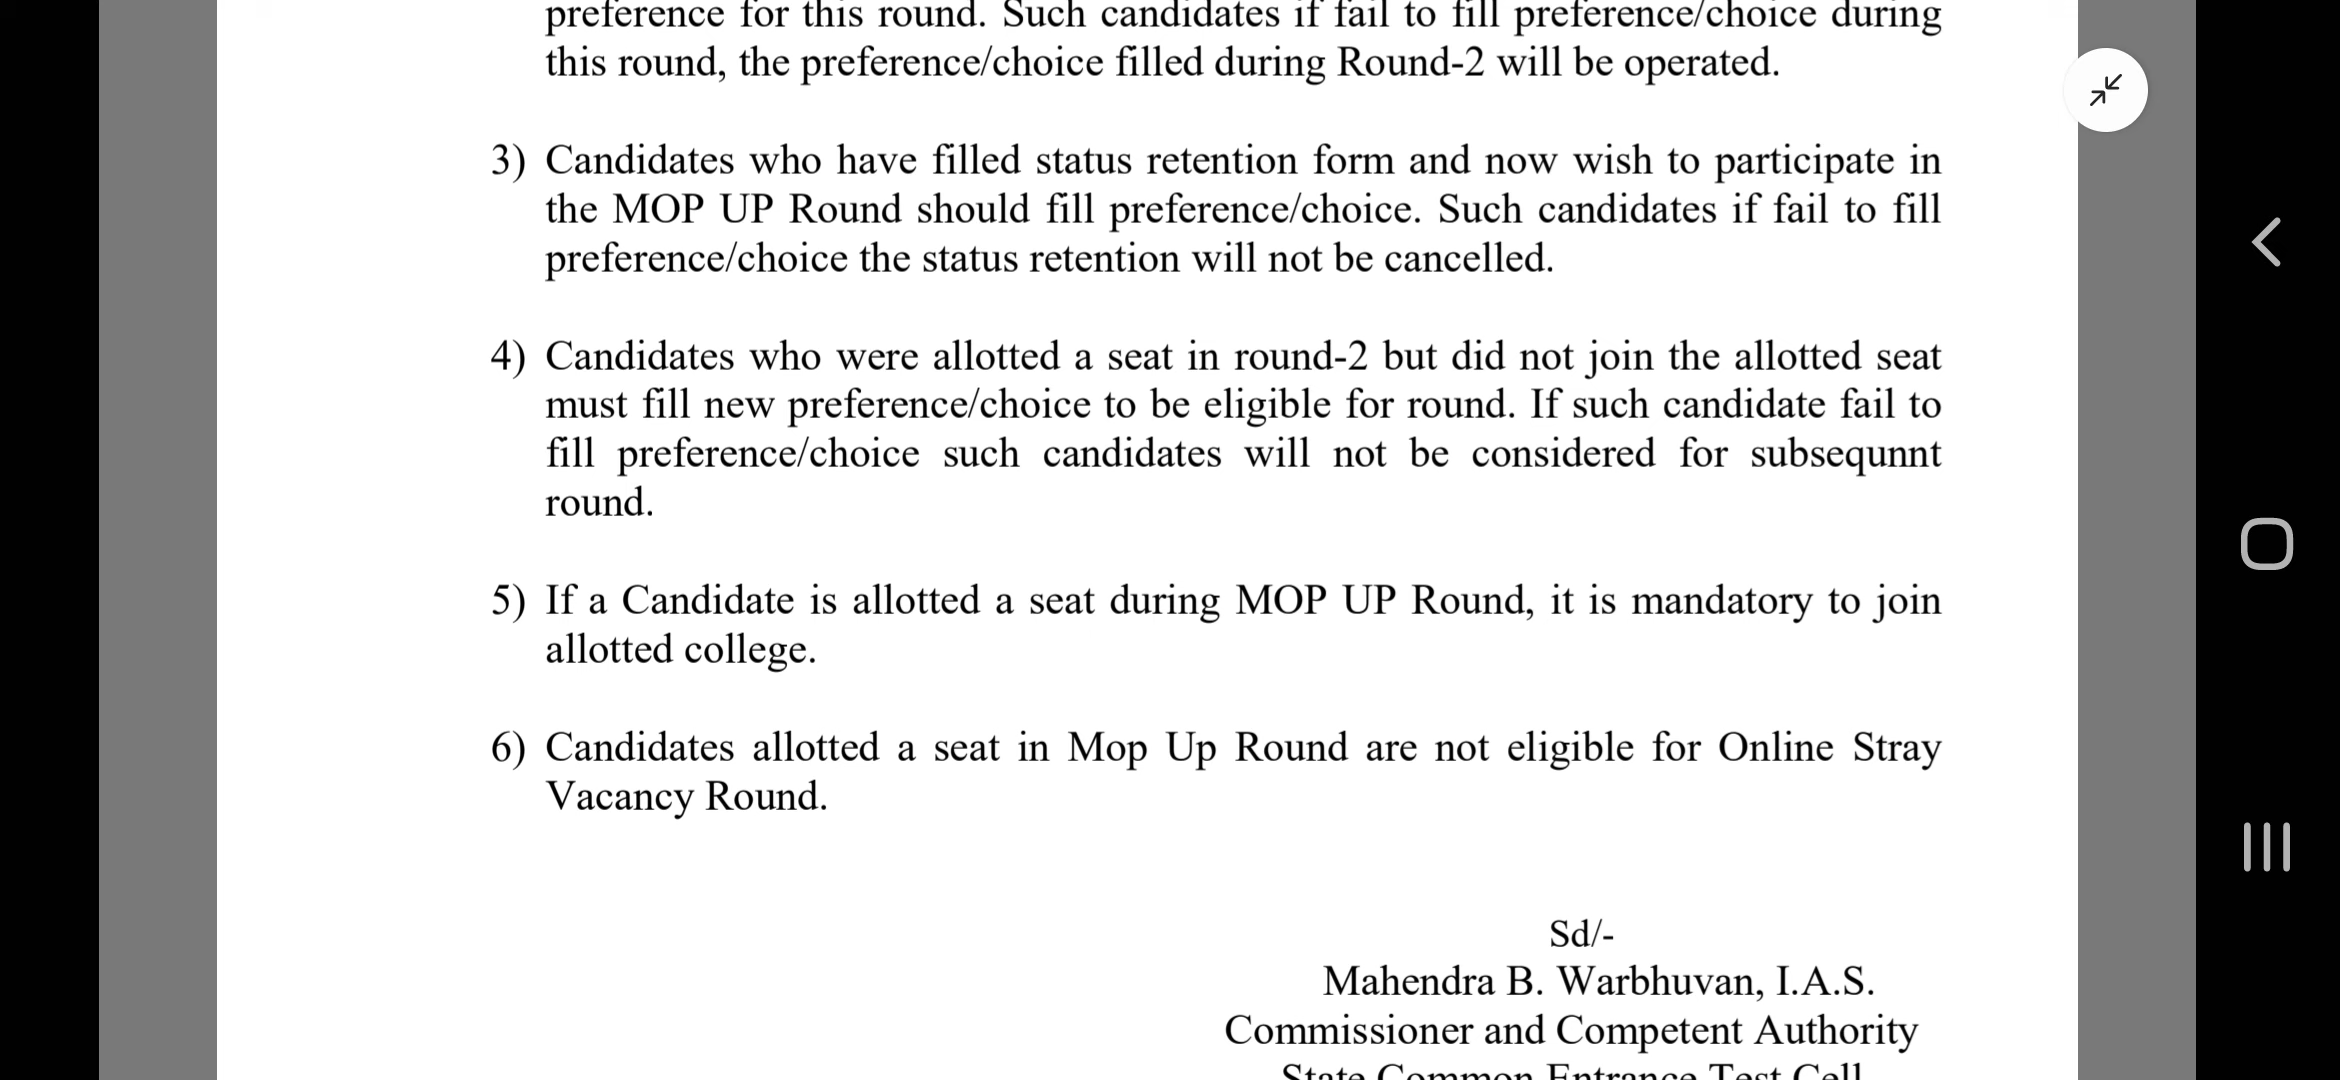 preference for this round. Such candidates if fail to fill preference/choice during
this round, the preference/choice filled during Round-2 will be operated.
3) Candidates who have filled status retention form and now wish to participate in
the MOP UP Round should fill preference/choice. Such candidates if fail to fill
preference/choice the status retention will not be cancelled.
4) Candidates who were allotted a seat in round-2 but did not join the allotted seat
must fill new preference/choice to be eligible for round. If such candidate fail to
fill preference/choice such candidates will not be considered for subsequnnt
round.
5) If a Candidate is allotted a seat during MOP UP Round, it is mandatory to join
allotted college.
6) Candidates allotted a seat in Mop Up Round are not eligible for Online Stray
Vacancy Round.
Sd/-
Mahendra B. Warbhuvan, I.A.S.
Commissioner and Competent Authority
State Common Entrance Test Cell